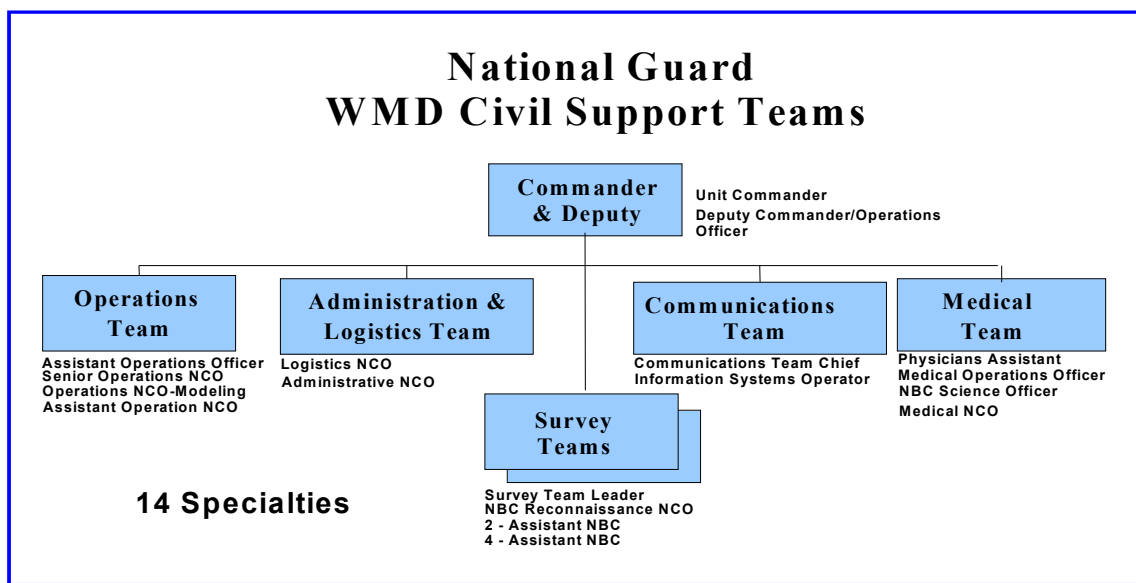 National Guard
WMD Civil Support Teams
Commander
& Deputy
Unit Commander
Deputy Commander/Operations
Officer
Operations
Team
Assistant Operations Officer
Senior Operations NCO
Operations NCO-Modeling
Assistant Operation NCO
Administration &
Logistics Team
Logistics NCO
Administrative NCO
Communications
Team
Communications Team Chief
Information Systems Operator
Medical
Team
Physicians Assistant
Medical Operations Officer
NBC Science Officer
Medical NCO
Survey
Teams
Survey Team Leader
NBC Reconnaissance NCO
2 - Assistant NBC
4 - Assistant NBC
14 Specialties